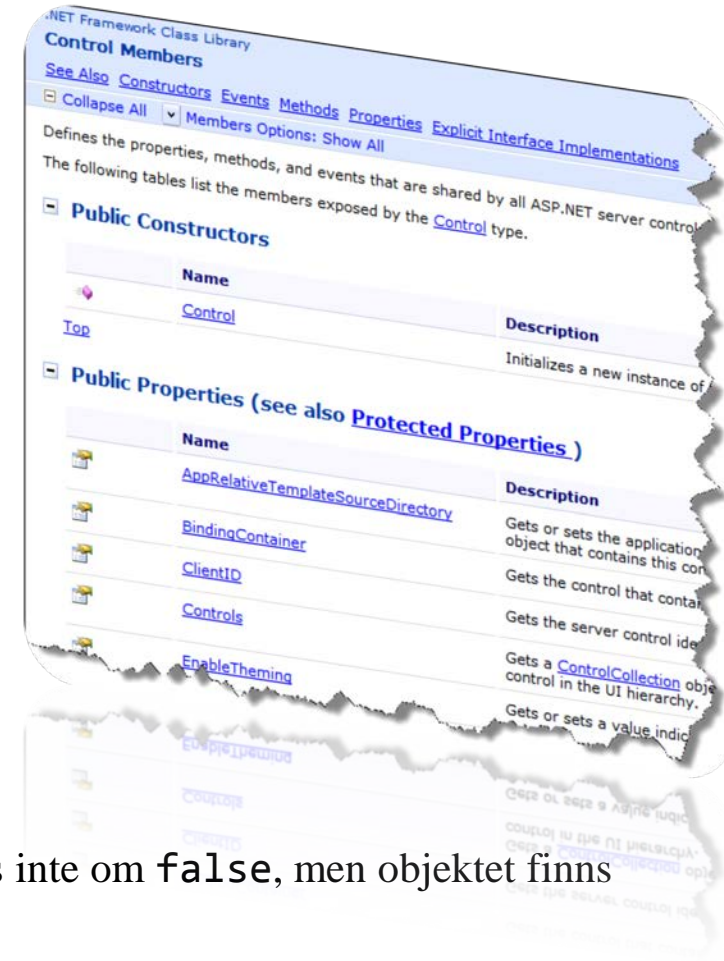 .NET Framework Class Library
Control Members
See Also Constructors Events Methods Properties Explicit Interface Implementations
Collapse All Members Options: Show All
Defines the properties, methods, and events that are shared by all ASP.NET server control
The following tables list the members exposed by the Control type.
Public Constructors
Name Description
Control Initializes a new instance of
Top
Public Properties (see also Protected Properties )
Name Description
AppRelativeTemplateSourceDirectory Gets or sets the application
object that contains this con
BindingContainer Gets the control that contai
ClientID Gets the server control ide
Controls Gets a ControlCollection obje
control in the UI hierarchy.
EnableTheming Gets or sets a value indic
s inte om false, men objektet finns